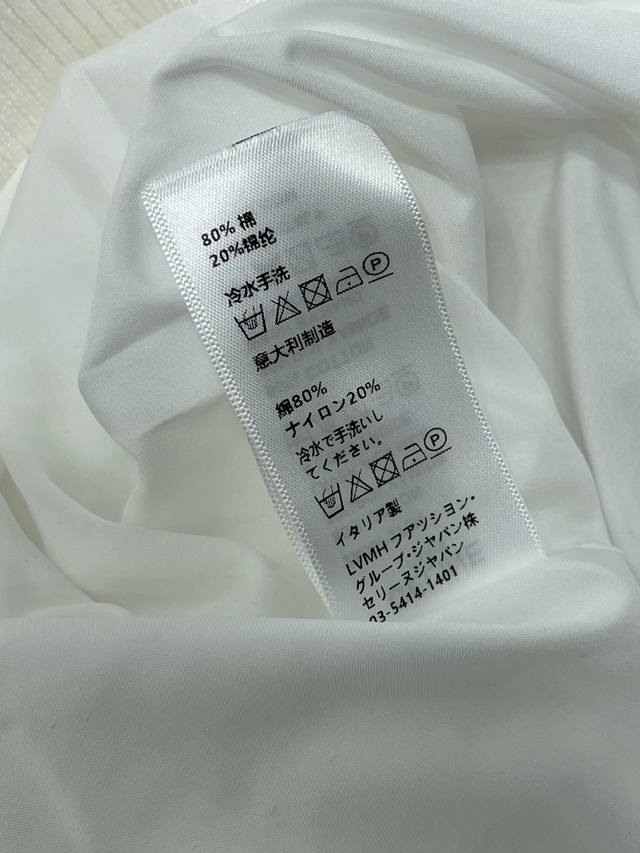 80% 棉
20%锦纶
冷水手洗
P
意大利制造
綿80%
ナイロン20%
冷水で手洗いし
てください。
P
イタリア製
LVMH ファッション・
グループ・ジャパン株
セリーヌジャパン
03-5414-1401